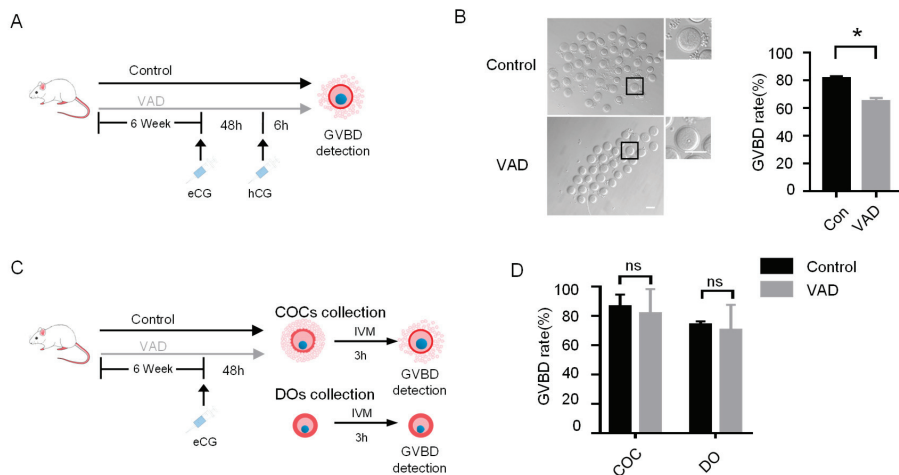 A
Control
VAD
6 Week
48h
6h
eCG
hCG
GVBD
detection
B
Control
VAD
GVBD rate(%)
100
80
60
40
20
0
*
Con
VAD
C
Control
VAD
6 Week
48h
eCG
COCs collection
IVM
3h
GVBD
detection
DOs collection
IVM
3h
GVBD
detection
D
GVBD rate(%)
100
80
60
40
20
0
ns
ns
COC
DO
Control
VAD